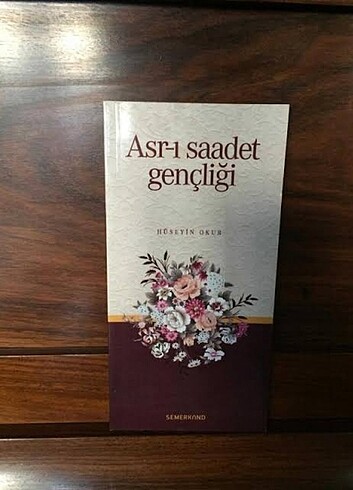 Asr-ı saadet
gençliği
HÜSEYİN OKUR
SEMERKAND